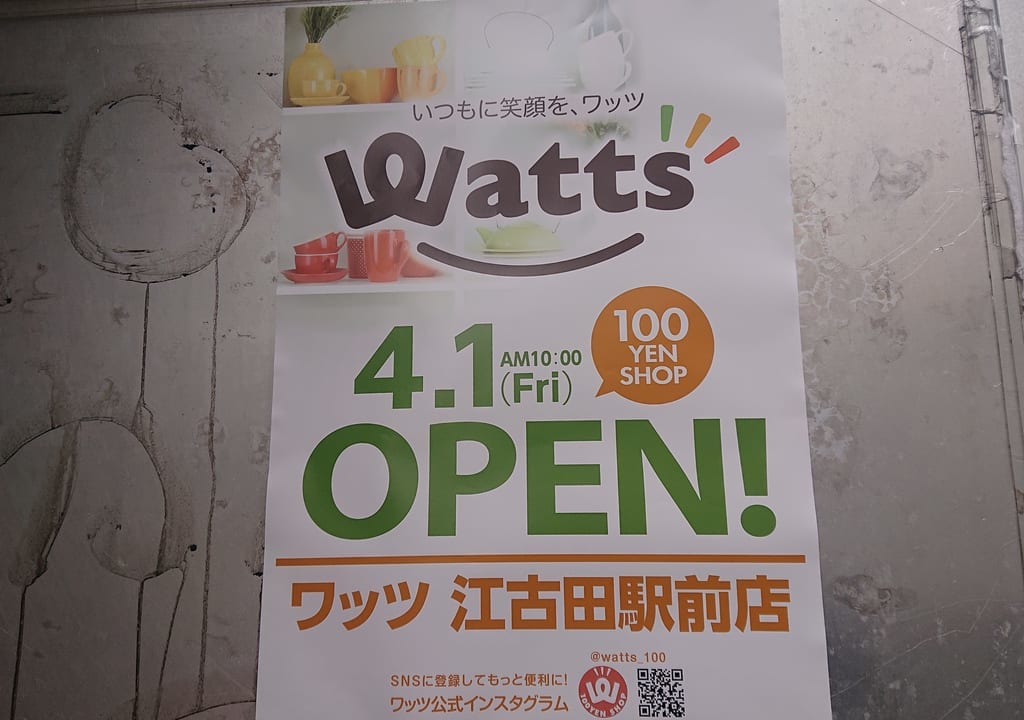 いつもに笑顔を、ワッツ
Watts
4.1 AM10:00 (Fri)
100
YEN
SHOP
OPEN!
ワッツ 江古田駅前店
@watts_100
SNSに登録してもっと便利に!
ワッツ公式インスタグラム
W
100YEN SHOP